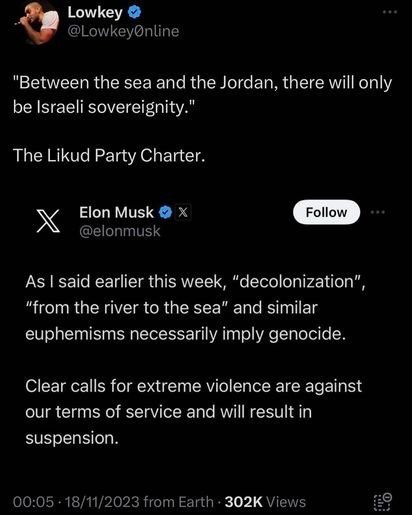 Lowkey
@Lowkey0nline
"Between the sea and the Jordan, there will only
be Israeli sovereignity."
The Likud Party Charter.
Elon Musk
Follow
@elonmusk
As I said earlier this week, “decolonization”,
“from the river to the sea” and similar
euphemisms necessarily imply genocide.
Clear calls for extreme violence are against
our terms of service and will result in
suspension.
00:05 · 18/11/2023 from Earth · 302K Views